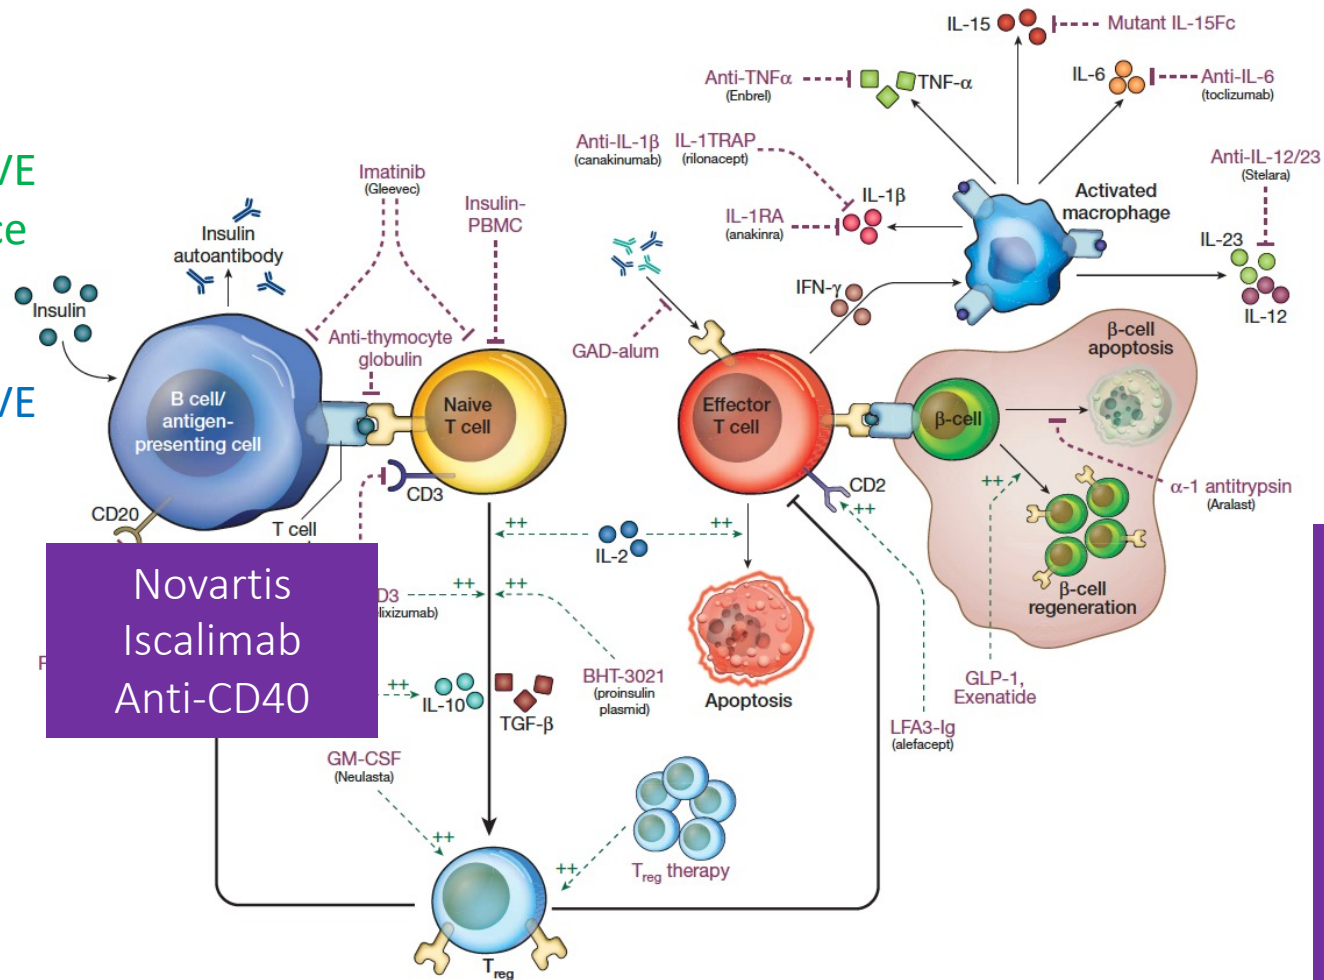 IL-15
Mutant IL-15Fc
Anti-TNFα
(Enbrel)
TNF-α
IL-6
Anti-IL-6
(toclizumab)
Anti-IL-1β
(canakinumab)
IL-1TRAP
(rilonacept)
Anti-IL-12/23
(Stelara)
Imatinib
(Gleevec)
Insulin-
PBMC
IL-1RA
(anakinra)
IL-1β
Activated
macrophage
Insulin
autoantibody
IL-23
IL-12
Insulin
IFN-γ
Anti-thymocyte
globulin
GAD-alum
β-cell
apoptosis
B cell/
antigen-
presenting cell
Naive
T cell
Effector
T cell
β-cell
CD3
CD2
++
α-1 antitrypsin
(Aralast)
CD20
T cell
++
IL-2
++
++
β-cell
regeneration
Novartis
Iscalimab
Anti-CD40
D3
elixizumab)
++
++
++
IL-10
TGF-β
BHT-3021
(proinsulin
plasmid)
Apoptosis
GLP-1,
Exenatide
LFA3-Ig
(alefacept)
GM-CSF
(Neulasta)
++
++
Treg therapy
Treg